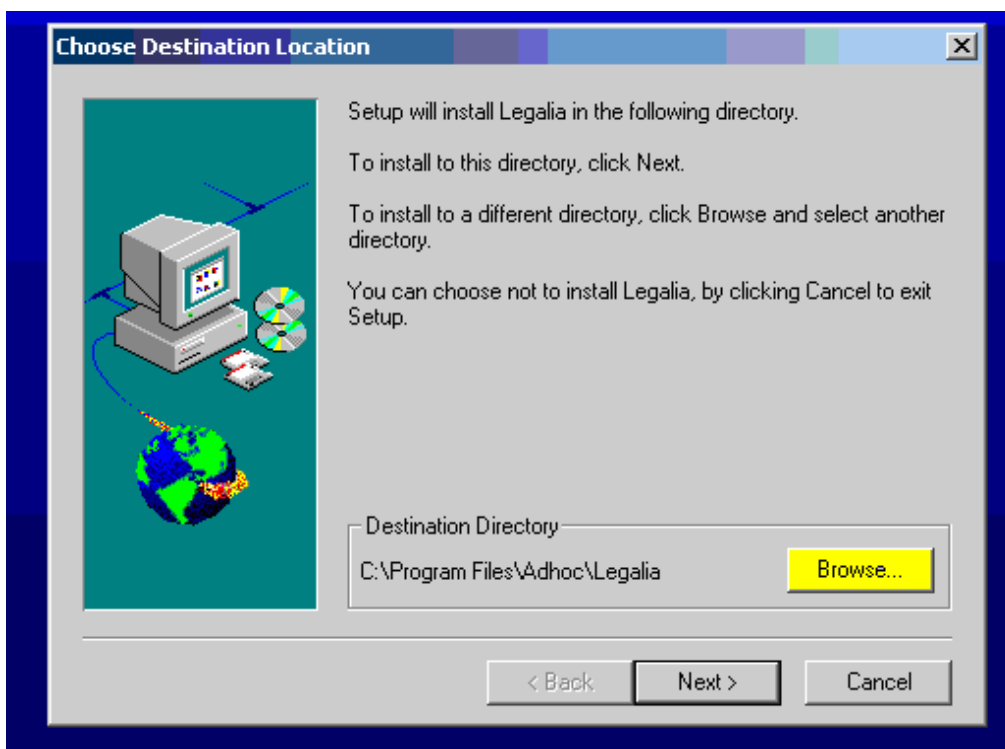 Choose Destination Location
Setup will install Legalia in the following directory.
To install to this directory, click Next.
To install to a different directory, click Browse and select another
directory.
You can choose not to install Legalia, by clicking Cancel to exit
Setup.
Destination Directory
C:\Program Files\Adhoc\Legalia
Browse...
< Back
Next >
Cancel